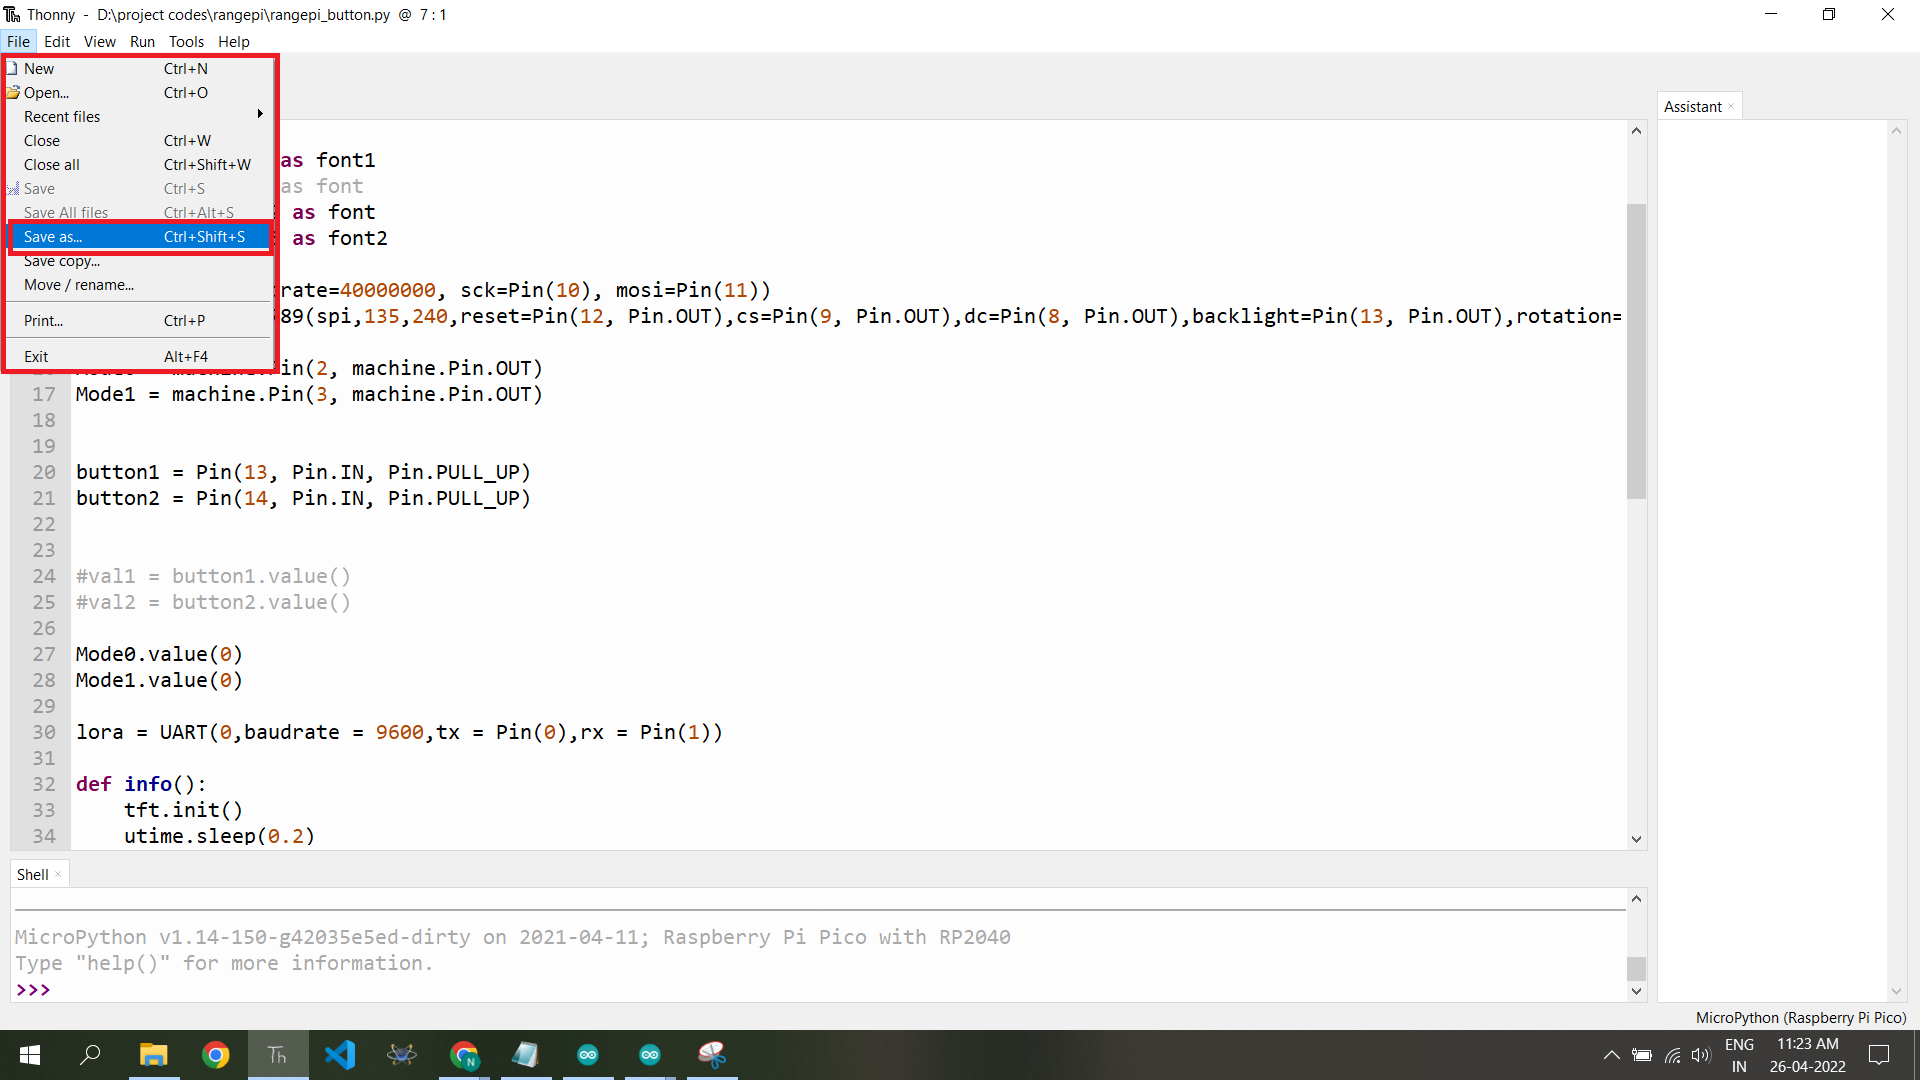 Thonny - D:\project codes\rangepi\rangepi_button.py @ 7 : 1
File Edit View Run Tools Help
New Ctrl+N
Open... Ctrl+O
Recent files
Close Ctrl+W
Close all Ctrl+Shift+W
Save Ctrl+S
Save All files Ctrl+Alt+S
Save as... Ctrl+Shift+S
Save copy...
Move / rename...
Print... Ctrl+P
Exit Alt+F4
Assistant
as font1
as font
as font
as font2
rate=40000000, sck=Pin(10), mosi=Pin(11))
89(spi,135,240,reset=Pin(12, Pin.OUT),cs=Pin(9, Pin.OUT),dc=Pin(8, Pin.OUT),backlight=Pin(13, Pin.OUT),rotation=
in(2, machine.Pin.OUT)
17 Mode1 = machine.Pin(3, machine.Pin.OUT)
18
19
20 button1 = Pin(13, Pin.IN, Pin.PULL_UP)
21 button2 = Pin(14, Pin.IN, Pin.PULL_UP)
22
23
24 #val1 = button1.value()
25 #val2 = button2.value()
26
27 Mode0.value(0)
28 Mode1.value(0)
29
30 lora = UART(0,baudrate = 9600,tx = Pin(0),rx = Pin(1))
31
32 def info():
33 tft.init()
34 utime.sleep(0.2)
Shell
MicroPython v1.14-150-g42035e5ed-dirty on 2021-04-11; Raspberry Pi Pico with RP2040
Type "help()" for more information.
>>>
MicroPython (Raspberry Pi Pico)
Th
N
ENG
IN
11:23 AM
26-04-2022